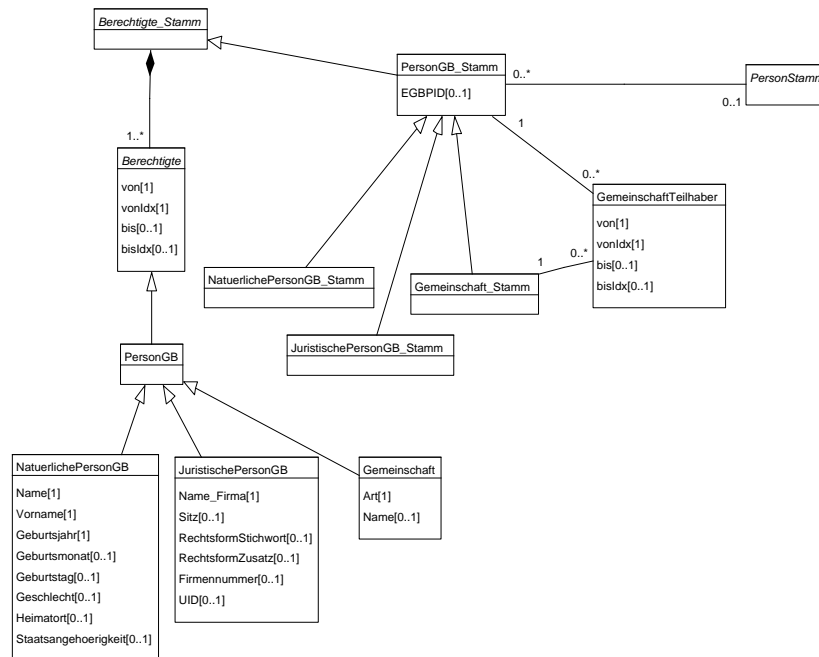 Berechtigte_Stamm
PersonGB_Stamm
EGBPID[0..1]
0..*
0..1
PersonStamm
1
0..*
1..*
Berechtigte
von[1]
vonIdx[1]
bis[0..1]
bisIdx[0..1]
GemeinschaftTeilhaber
von[1]
vonIdx[1]
bis[0..1]
bisIdx[0..1]
1
0..*
NatuerlichePersonGB_Stamm
Gemeinschaft_Stamm
JuristischePersonGB_Stamm
PersonGB
NatuerlichePersonGB
Name[1]
Vorname[1]
Geburtsjahr[1]
Geburtsmonat[0..1]
Geburtstag[0..1]
Geschlecht[0..1]
Heimatort[0..1]
Staatsangehoerigkeit[0..1]
JuristischePersonGB
Name_Firma[1]
Sitz[0..1]
RechtsformStichwort[0..1]
RechtsformZusatz[0..1]
Firmennummer[0..1]
UID[0..1]
Gemeinschaft
Art[1]
Name[0..1]